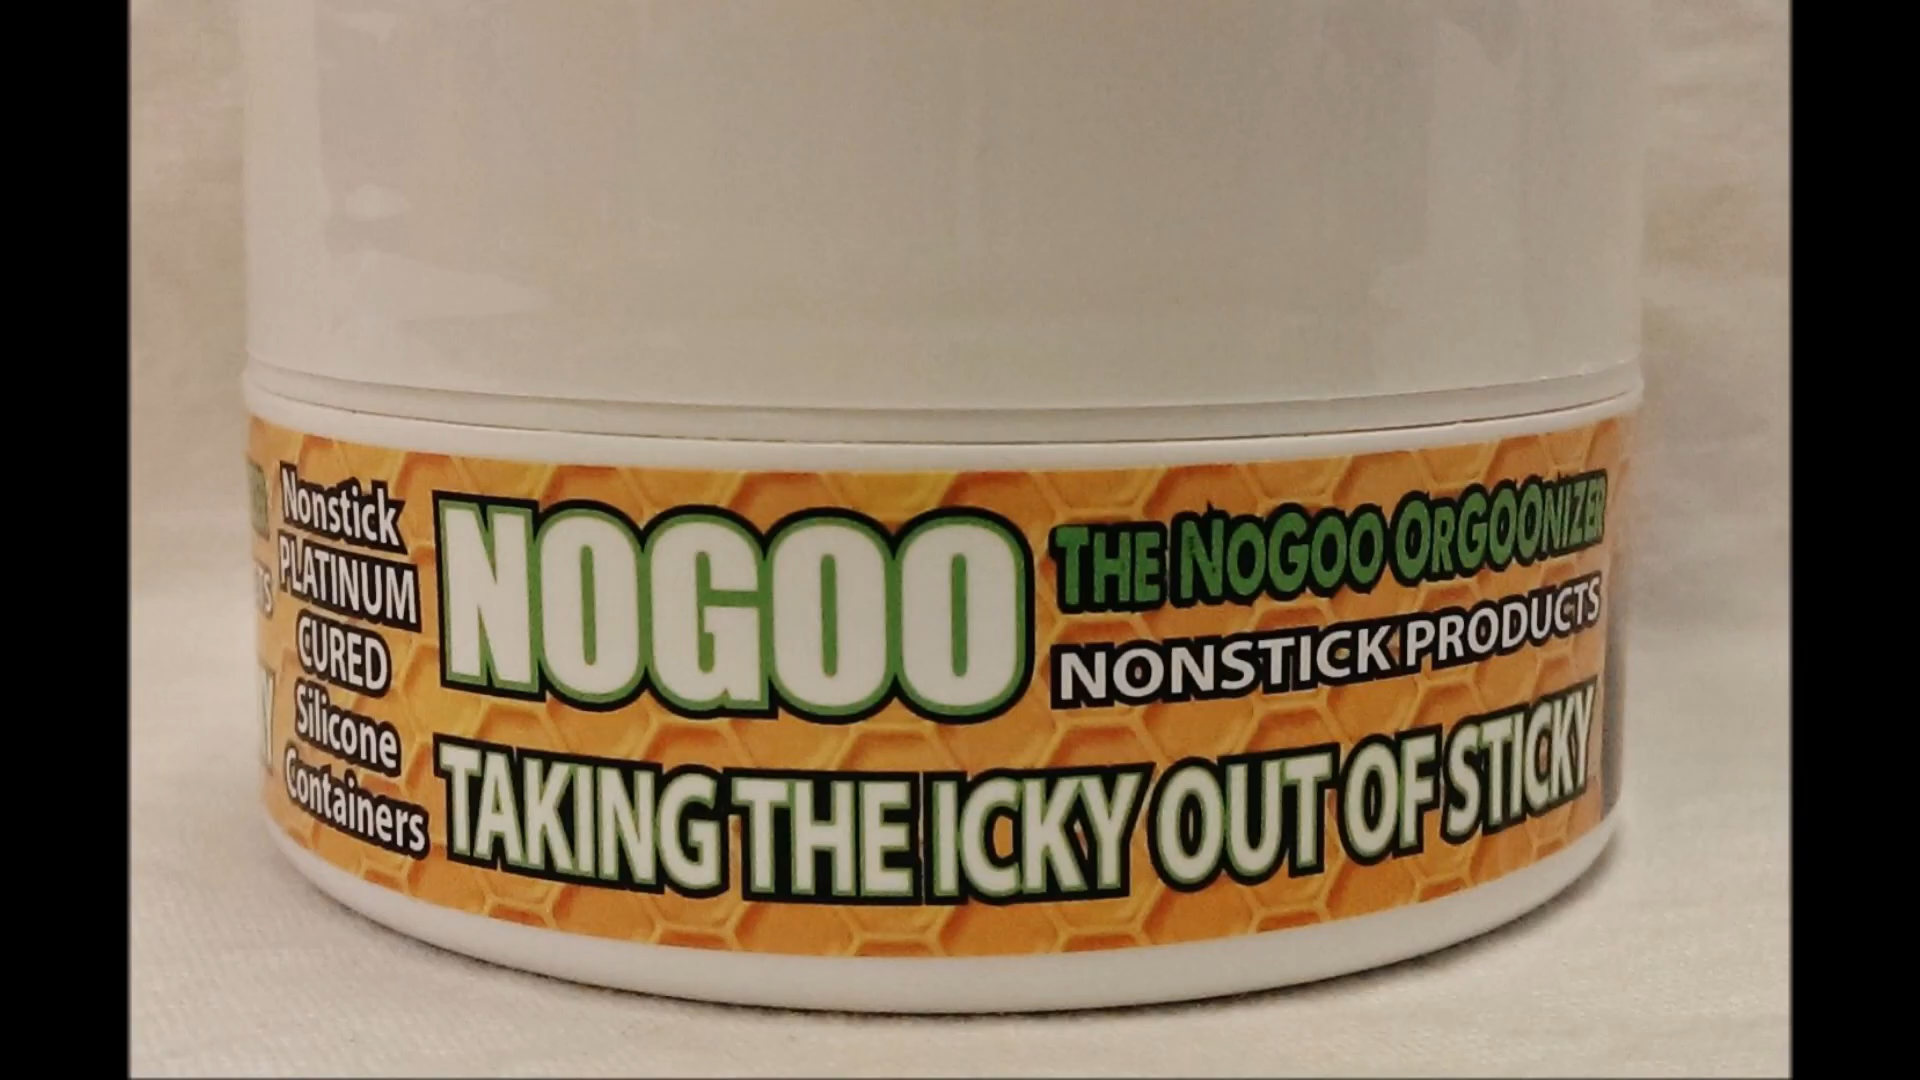 Nonstick
PLATINUM
CURED
Silicone
Containers
NOGOO
THE NOGOO ORGOONIZER
NONSTICK PRODUCTS
TAKING THE ICKY OUT OF STICKY